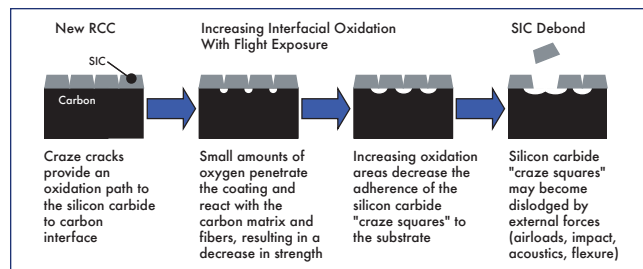 New RCC
Increasing Interfacial Oxidation
With Flight Exposure
SIC Debond
SIC
Carbon
Craze cracks
provide an
oxidation path to
the silicon carbide
to carbon
interface
Small amounts of
oxygen penetrate
the coating and
react with the
carbon matrix and
fibers, resulting in a
decrease in strength
Increasing oxidation
areas decrease the
adherence of the
silicon carbide
"craze squares" to
the substrate
Silicon carbide
"craze squares"
may become
dislodged by
external forces
(airloads, impact,
acoustics, flexure)